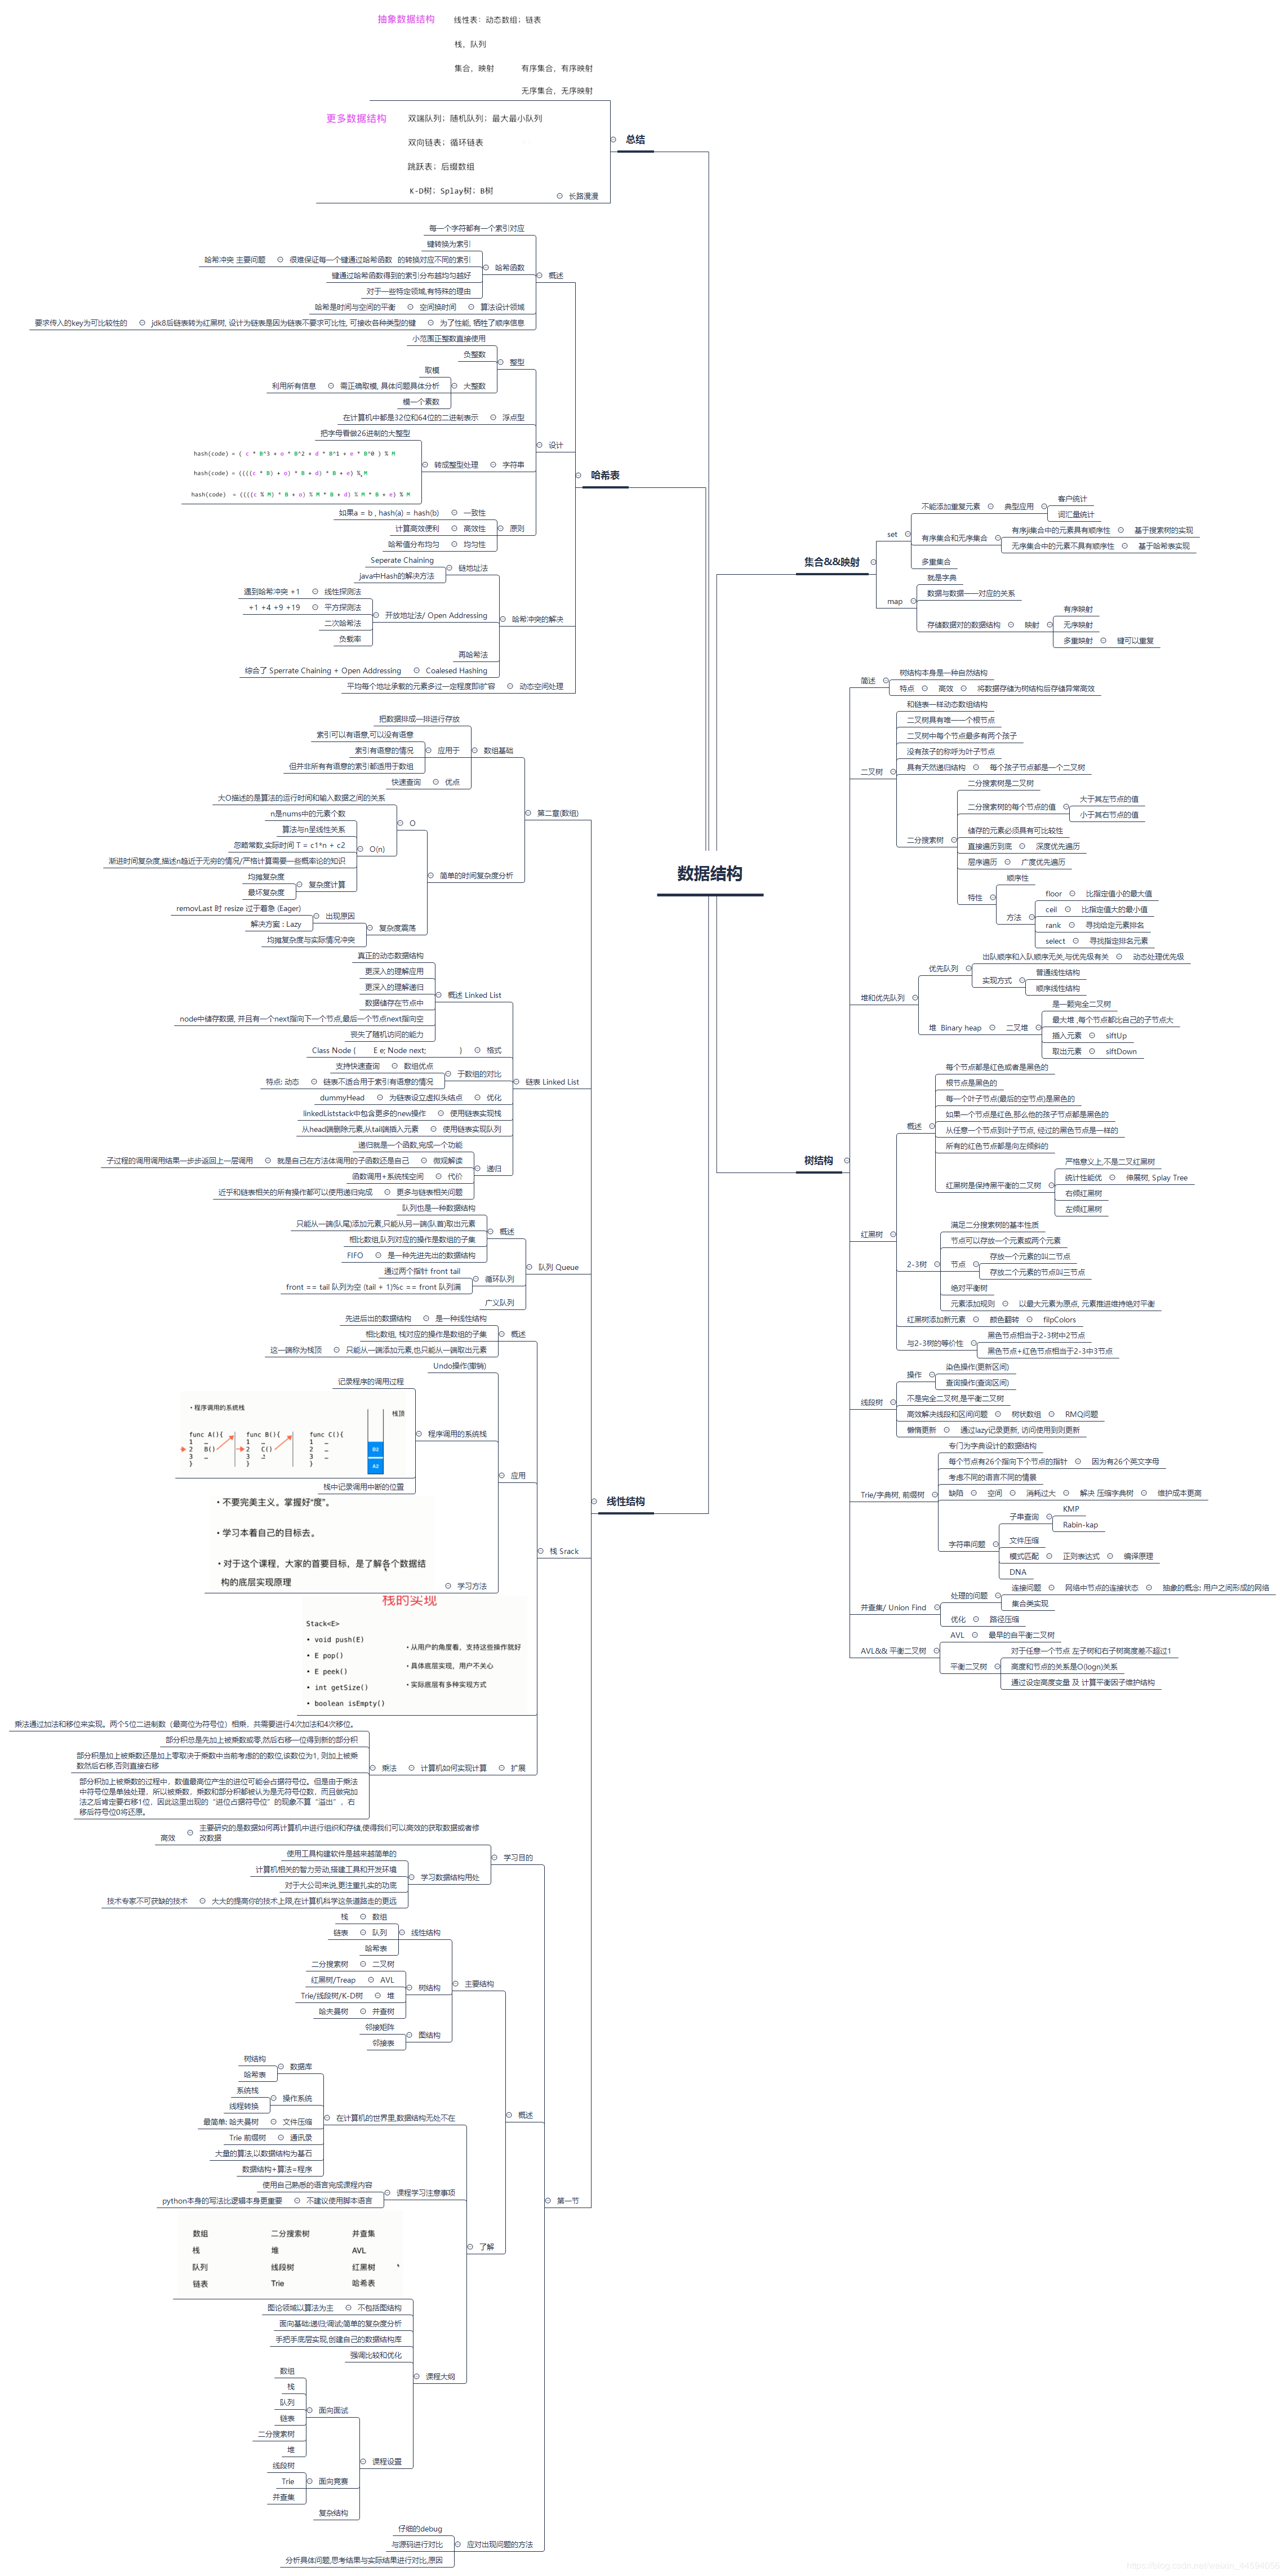 数据结构
集合&&映射
set
不能添加重复元素
典型应用
客户统计
词汇量统计
有序集合和无序集合
有序ji集合中的元素具有顺序性
基于搜素树的实现
无序集合中的元素不具有顺序性
基于哈希表实现
多重集合
map
就是字典
数据与数据一一对应的关系
存储数据对的数据结构
映射
有序映射
无序映射
多重映射
键可以重复
树结构
简述
树结构本身是一种自然结构
特点
高效
将数据存储为树结构后存储异常高效
二叉树
和链表一样动态数组结构
二叉树具有唯一一个根节点
二叉树中每个节点最多有两个孩子
没有孩子的称呼为叶子节点
具有天然递归结构
每个孩子节点都是一个二叉树
二分搜素树
二分搜素树是二叉树
二分搜素树的每个节点的值
大于其左节点的值
小于其右节点的值
储存的元素必须具有可比较性
直接遍历到底
深度优先遍历
层序遍历
广度优先遍历
特性
顺序性
方法
floor
比指定值小的最大值
ceil
比指定值大的最小值
rank
寻找给定元素排名
select
寻找指定排名元素
堆和优先队列
优先队列
出队顺序和入队顺序无关,与优先级有关
动态处理优先级
实现方式
普通线性结构
顺序线性结构
堆 Binary heap
二叉堆
是一颗完全二叉树
最大堆 ,每个节点都比自己的子节点大
插入元素
siftUp
取出元素
siftDown
红黑树
概述
每个节点都是红色或者是黑色的
根节点是黑色的
每一个叶子节点(最后的空节点)是黑色的
如果一个节点是红色,那么他的孩子节点都是黑色的
从任意一个节点到叶子节点, 经过的黑色节点是一样的
所有的红色节点都是向左倾斜的
红黑树是保持黑平衡的二叉树
严格意义上,不是二叉红黑树
统计性能优
伸展树, Splay Tree
右倾红黑树
左倾红黑树
2-3树
满足二分搜素树的基本性质
节点可以存放一个元素或两个元素
节点
存放一个元素的叫二节点
存放二个元素的节点叫三节点
绝对平衡树
元素添加规则
以最大元素为原点, 元素推进维持绝对平衡
红黑树添加新元素
颜色翻转
filpColors
与2-3树的等价性
黑色节点相当于2-3树中2节点
黑色节点+红色节点相当于2-3中3节点
线段树
操作
染色操作(更新区间)
查询操作(查询区间)
不是完全二叉树,是平衡二叉树
高效解决线段和区间问题
树状数组
RMQ问题
懒惰更新
通过lazy记录更新, 访问使用到则更新
Trie/字典树, 前缀树
专门为字典设计的数据结构
每个节点有26个指向下个节点的指针
因为有26个英文字母
考虑不同的语言不同的情景
缺陷
空间
消耗过大
解决 压缩字典树
维护成本更高
字符串问题
子串查询
KMP
Rabin-kap
文件压缩
模式匹配
正则表达式
编译原理
DNA
并查集/ Union Find
处理的问题
连接问题
网络中节点的连接状态
抽象的概念: 用户之间形成的网络
集合类实现
优化
路径压缩
AVL&& 平衡二叉树
AVL
最早的自平衡二叉树
平衡二叉树
对于任意一个节点 左子树和右子树高度差不超过1
高度和节点的关系是O(logn)关系
通过设定高度变量 及 计算平衡因子维护结构
总结
抽象数据结构
线性表：动态数组；链表
栈，队列
集合，映射
有序集合，有序映射
无序集合，无序映射
更多数据结构
双端队列；随机队列；最大最小队列
双向链表；循环链表
跳跃表；后缀数组
K-D树；Splay树；B树
长路漫漫
哈希表
概述
每一个字符都有一个索引对应
哈希函数
键转换为索引
很难保证每一个键通过哈希函数 的转换对应不同的索引
哈希冲突 主要问题
键通过哈希函数得到的索引分布越均匀越好
对于一些特定领域,有特殊的理由
算法设计领域
空间换时间
哈希是时间与空间的平衡
为了性能, 牺牲了顺序信息
jdk8后链表转为红黑树, 设计为链表是因为链表不要求可比性, 可接收各种类型的键
要求传入的key为可比较性的
设计
整型
小范围正整数直接使用
负整数
大整数
取模
需正确取模, 具体问题具体分析
利用所有信息
模一个素数
浮点型
在计算机中都是32位和64位的二进制表示
字符串
转成整型处理
把字母看做26进制的大整型
hash(code) = ( c * B^3 + o * B^2 + d * B^1 + e * B^0 ) % M
hash(code) = ((((c * B) + o) * B + d) * B + e) % M
hash(code) = ((((c % M) * B + o) % M * B + d) % M * B + e) % M
原则
一致性
如果a = b , hash(a) = hash(b)
高效性
计算高效便利
均匀性
哈希值分布均匀
哈希冲突的解决
链地址法
Seperate Chaining
java中Hash的解决方法
开放地址法/ Open Addressing
线性探测法
遇到哈希冲突 +1
平方探测法
+1 +4 +9 +19
二次哈希法
负载率
再哈希法
Coalesed Hashing
综合了 Sperrate Chaining + Open Addressing
动态空间处理
平均每个地址承载的元素多过一定程度即扩容
线性结构
第二章(数组)
数组基础
把数据排成一排进行存放
应用于
索引可以有语意,可以没有语意
索引有语意的情况
但并非所有有语意的索引都适用于数组
优点
快速查询
简单的时间复杂度分析
O
大O描述的是算法的运行时间和输入数据之间的关系
O(n)
n是nums中的元素个数
算法与n呈线性关系
忽略常数,实际时间 T = c1*n + c2
渐进时间复杂度,描述n趋近于无穷的情况/严格计算需要一些概率论的知识
复杂度计算
均摊复杂度
最坏复杂度
复杂度震荡
出现原因
removLast 时 resize 过于着急 (Eager)
解决方案 : Lazy
均摊复杂度与实际情况冲突
链表 Linked List
概述 Linked List
真正的动态数据结构
更深入的理解应用
更深入的理解递归
数据储存在节点中
node中储存数据, 并且有一个next指向下一个节点,最后一个节点next指向空
丧失了随机访问的能力
格式
Class Node { E e; Node next; }
于数组的对比
数组优点
支持快速查询
链表不适合用于索引有语意的情况
特点: 动态
优化
为链表设立虚拟头结点
dummyHead
使用链表实现栈
linkedListstack中包含更多的new操作
使用链表实现队列
从head端删除元素,从tail端插入元素
递归
递归就是一个函数,完成一个功能
微观解读
就是自己在方法体调用的子函数还是自己
子过程的调用调用结果一步步返回上一层调用
代价
函数调用+系统栈空间
更多与链表相关问题
近乎和链表相关的所有操作都可以使用递归完成
队列 Queue
概述
队列也是一种数据结构
只能从一端(队尾)添加元素,只能从另一端(队首)取出元素
相比数组,队列对应的操作是数组的子集
是一种先进先出的数据结构
FIFO
循环队列
通过两个指针 front tail
front == tail 队列为空 (tail + 1)%c == front 队列满
广义队列
栈 Srack
概述
是一种线性结构
先进后出的数据结构
相比数组, 栈对应的操作是数组的子集
只能从一端添加元素,也只能从一端取出元素
这一端称为栈顶
应用
Undo操作(撤销)
程序调用的系统栈
记录程序的调用过程
• 程序调用的系统栈
栈顶
func A(){ func B(){ func C(){
1 … 1 … 1 …
2 B() 2 C() 2 …
3 … 3 … 3 …
} } }
B2
A2
栈中记录调用中断的位置
学习方法
• 不要完美主义。掌握好“度”。
• 学习本着自己的目标去。
• 对于这个课程，大家的首要目标，是了解各个数据结
构的底层实现原理
栈的实现
Stack<E>
• void push(E)
• E pop()
• E peek()
• int getSize()
• boolean isEmpty()
• 从用户的角度看，支持这些操作就好
• 具体底层实现，用户不关心
• 实际底层有多种实现方式
扩展
计算机如何实现计算
乘法
乘法通过加法和移位来实现。两个5位二进制数（最高位为符号位）相乘，共需要进行4次加法和4次移位。
部分积总是先加上被乘数或零,然后右移一位得到新的部分积
部分积是加上被乘数还是加上零取决于乘数中当前考虑的的数位,该数位为1, 则加上被乘
数然后右移,否则直接右移
部分积加上被乘数的过程中，数值最高位产生的进位可能会占据符号位。但是由于乘法
中符号位是单独处理，所以被乘数，乘数和部分积都被认为是无符号位数，而且做完加
法之后肯定要右移1位，因此这里出现的“进位占据符号位”的现象不算“溢出”，右
移后符号位0将还原。
第一节
学习目的
主要研究的是数据如何再计算机中进行组织和存储,使得我们可以高效的获取数据或者修
改数据
高效
学习数据结构用处
使用工具构建软件是越来越简单的
计算机相关的智力劳动,搭建工具和开发环境
对于大公司来说,更注重扎实的功底
大大的提高你的技术上限,在计算机科学这条道路走的更远
技术专家不可获缺的技术
概述
主要结构
线性结构
数组
栈
队列
链表
哈希表
树结构
二叉树
二分搜素树
AVL
红黑树/Treap
堆
Trie/线段树/K-D树
并查树
哈夫曼树
图结构
邻接矩阵
邻接表
了解
在计算机的世界里,数据结构无处不在
数据库
树结构
哈希表
操作系统
系统栈
线程转换
文件压缩
最简单: 哈夫曼树
通讯录
Trie 前缀树
大量的算法,以数据结构为基石
数据结构+算法=程序
课程学习注意事项
使用自己熟悉的语言完成课程内容
不建议使用脚本语言
python本身的写法比逻辑本身更重要
课程大纲
数组 二分搜索树 并查集
栈 堆 AVL
队列 线段树 红黑树
链表 Trie 哈希表
不包括图结构
图论领域以算法为主
面向基础:递归;调试;简单的复杂度分析
手把手底层实现,创建自己的数据结构库
强调比较和优化
课程设置
面向面试
数组
栈
队列
链表
二分搜素树
堆
面向竞赛
线段树
Trie
并查集
复杂结构
应对出现问题的方法
仔细的debug
与源码进行对比
分析具体问题,思考结果与实际结果进行对比,原因
https://blog.csdn.net/weixin_44594056